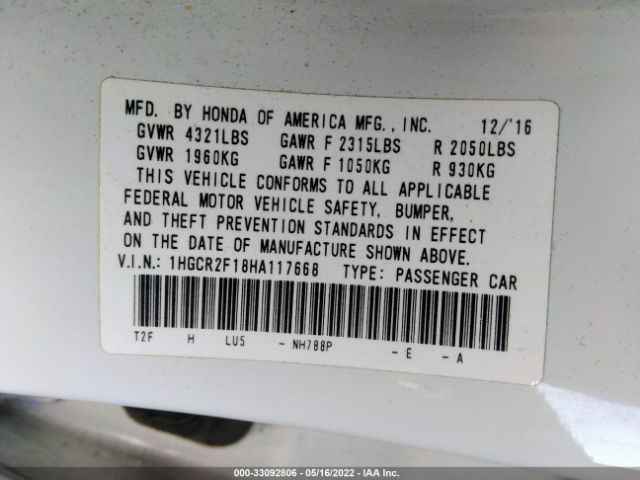 MFD. BY HONDA OF AMERICA MFG., INC. 12/'16
GVWR 4321LBS GAWR F 2315LBS R 2050LBS
GVWR 1960KG GAWR F 1050KG R 930KG
THIS VEHICLE CONFORMS TO ALL APPLICABLE
FEDERAL MOTOR VEHICLE SAFETY, BUMPER,
AND THEFT PREVENTION STANDARDS IN EFFECT
ON THE DATE OF MANUFACTURE SHOWN ABOVE.
V.I.N.: 1HGCR2F18HA117668 TYPE: PASSENGER CAR
T2F H LU5 - NH788P - E - A
000-33092806 - 05/16/2022 - IAA Inc.